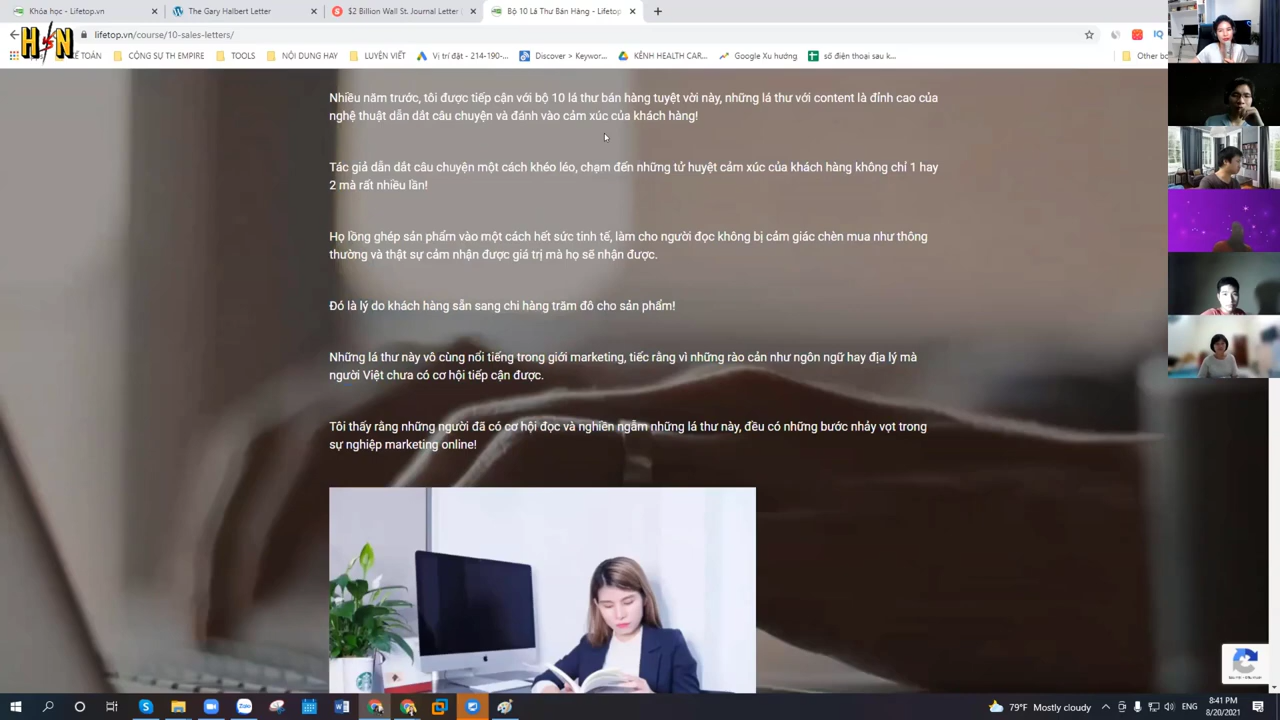 Khóa học - Lifetop.vn
The Gary Halbert Letter
$2 Billion Wall St. Journal Letter
Bộ 10 Lá Thư Bán Hàng - Lifetop
HVSN
lifetop.vn/course/10-sales-letters/
TOÁN
CỘNG SỰ TH EMPIRE
TOOLS
NỘI DUNG HAY
LUYỆN VIẾT
Vị trí đặt - 214-190-...
Discover > Keywor...
KÊNH HEALTH CAR...
Google Xu hướng
số điện thoại sau k...
Other bo
Nhiều năm trước, tôi được tiếp cận với bộ 10 lá thư bán hàng tuyệt vời này, những lá thư với content là đỉnh cao của
nghệ thuật dẫn dắt câu chuyện và đánh vào cảm xúc của khách hàng!
Tác giả dẫn dắt câu chuyện một cách khéo léo, chạm đến những tử huyệt cảm xúc của khách hàng không chỉ 1 hay
2 mà rất nhiều lần!
Họ lồng ghép sản phẩm vào một cách hết sức tinh tế, làm cho người đọc không bị cảm giác chèn mua như thông
thường và thật sự cảm nhận được giá trị mà họ sẽ nhận được.
Đó là lý do khách hàng sẵn sang chi hàng trăm đô cho sản phẩm!
Những lá thư này vô cùng nổi tiếng trong giới marketing, tiếc rằng vì những rào cản như ngôn ngữ hay địa lý mà
người Việt chưa có cơ hội tiếp cận được.
Tôi thấy rằng những người đã có cơ hội đọc và nghiền ngẫm những lá thư này, đều có những bước nhảy vọt trong
sự nghiệp marketing online!
79°F Mostly cloudy
8:41 PM
8/20/2021